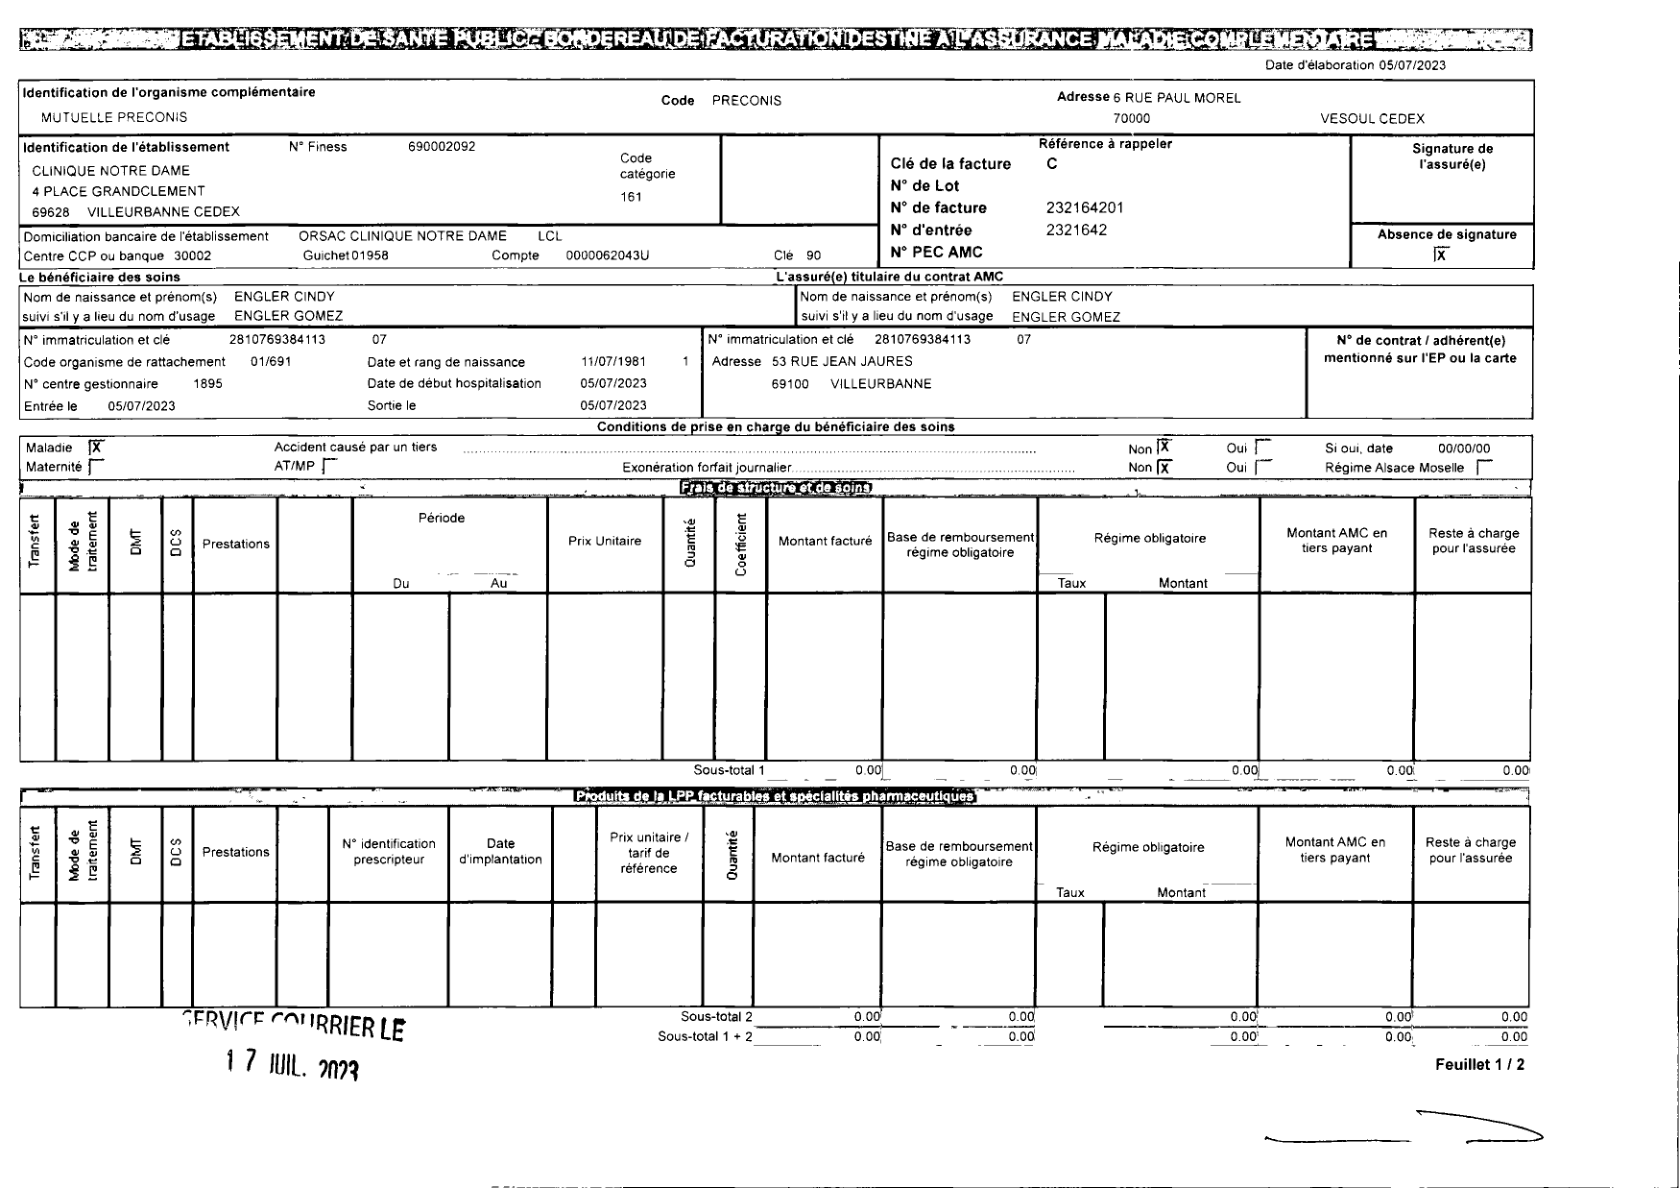 ETABLISSEMENT DE SANTE PUBLIC BORDEREAU DE FACTURATION DESTINE A L'ASSURANCE MALADIE COMPLEMENTAIRE
Date d'élaboration 05/07/2023
Identification de l'organisme complémentaire
MUTUELLE PRECONIS
Code PRECONIS
Adresse 6 RUE PAUL MOREL
70000 VESOUL CEDEX
Identification de l'établissement N° Finess 690002092
CLINIQUE NOTRE DAME
4 PLACE GRANDCLEMENT
69628 VILLEURBANNE CEDEX
Code
catégorie
161
Référence à rappeler
Clé de la facture C
N° de Lot
N° de facture 232164201
N° d'entrée 2321642
N° PEC AMC
Signature de
l'assuré(e)
Absence de signature
X
Domiciliation bancaire de l'établissement ORSAC CLINIQUE NOTRE DAME LCL
Centre CCP ou banque 30002 Guichet 01958 Compte 0000062043U Clé 90
Le bénéficiaire des soins
L'assuré(e) titulaire du contrat AMC
Nom de naissance et prénom(s) ENGLER CINDY
suivi s'il y a lieu du nom d'usage ENGLER GOMEZ
Nom de naissance et prénom(s) ENGLER CINDY
suivi s'il y a lieu du nom d'usage ENGLER GOMEZ
N° immatriculation et clé 2810769384113 07
Code organisme de rattachement 01/691 Date et rang de naissance 11/07/1981 1
N° centre gestionnaire 1895 Date de début hospitalisation 05/07/2023
Entrée le 05/07/2023 Sortie le 05/07/2023
N° immatriculation et clé 2810769384113 07
Adresse 53 RUE JEAN JAURES
69100 VILLEURBANNE
N° de contrat / adhérent(e)
mentionné sur l'EP ou la carte
Conditions de prise en charge du bénéficiaire des soins
Maladie X Accident causé par un tiers Non X Oui Si oui, date 00/00/00
Maternité AT/MP Exonération forfait journalier Non X Oui Régime Alsace Moselle
Frais de structure et de soins
Transfert
Mode de
traitement
DMT
DCS
Prestations
Période
Du Au
Prix Unitaire
Quantité
Coefficient
Montant facturé
Base de remboursement
régime obligatoire
Régime obligatoire
Taux Montant
Montant AMC en
tiers payant
Reste à charge
pour l'assurée
Sous-total 1 0.00 0.00 0.00 0.00 0.00
Produits de la LPP facturables et spécialités pharmaceutiques
Transfert
Mode de
traitement
DMT
DCS
Prestations
N° identification
prescripteur
Date
d'implantation
Prix unitaire /
tarif de
référence
Quantité
Montant facturé
Base de remboursement
régime obligatoire
Régime obligatoire
Taux Montant
Montant AMC en
tiers payant
Reste à charge
pour l'assurée
Sous-total 2 0.00 0.00 0.00 0.00 0.00
Sous-total 1 + 2 0.00 0.00 0.00 0.00 0.00
SERVICE COURRIER LE
17 JUIL. 2023
Feuillet 1 / 2